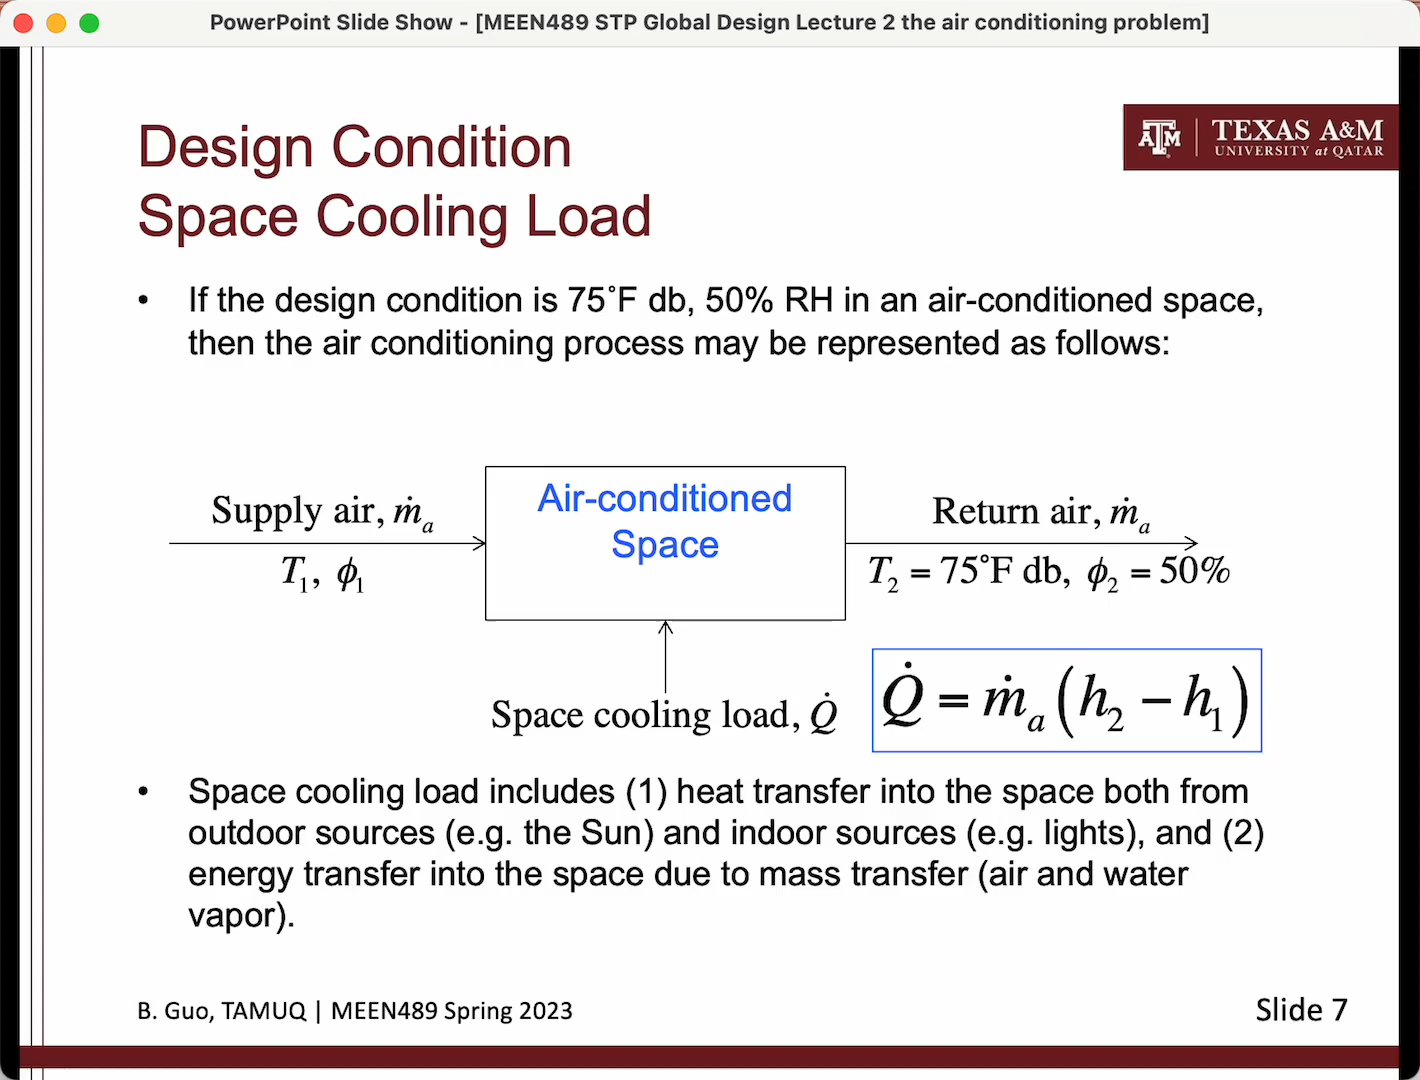 PowerPoint Slide Show - [MEEN489 STP Global Design Lecture 2 the air conditioning problem]
Design Condition
Space Cooling Load
ATM | TEXAS A&M
UNIVERSITY at QATAR
• If the design condition is 75˚F db, 50% RH in an air-conditioned space,
then the air conditioning process may be represented as follows:
Supply air, ṁₐ
T₁, ϕ₁
Air-conditioned
Space
Return air, ṁₐ
T₂ = 75˚F db, ϕ₂ = 50%
Space cooling load, Q̇
Q̇ = ṁₐ (h₂ − h₁)
• Space cooling load includes (1) heat transfer into the space both from
outdoor sources (e.g. the Sun) and indoor sources (e.g. lights), and (2)
energy transfer into the space due to mass transfer (air and water
vapor).
B. Guo, TAMUQ | MEEN489 Spring 2023
Slide 7